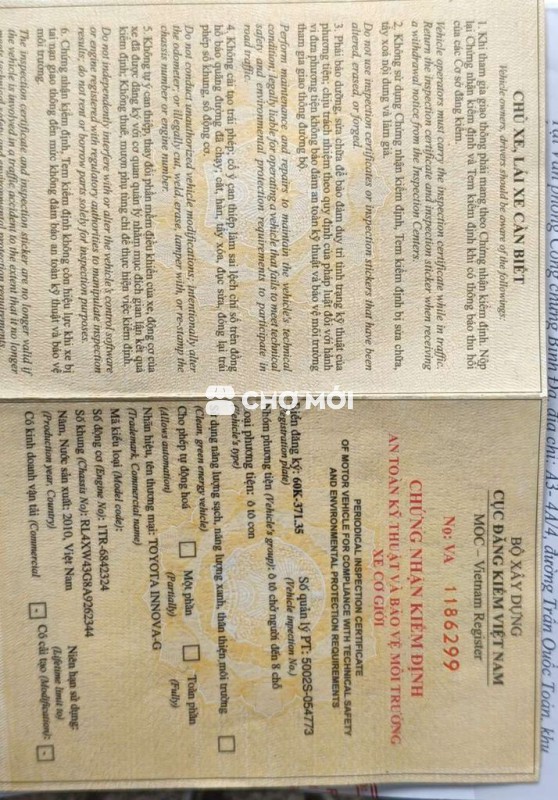 CHỦ XE, LÁI XE CẦN BIẾT
Vehicle owners, drivers should be aware of the followings:
1. Khi tham gia giao thông phải mang theo Chứng nhận kiểm định. Nộp
lại Chứng nhận kiểm định và Tem kiểm định khi có thông báo thu hồi
của các Cơ sở đăng kiểm.
Vehicle operators must carry the inspection certificate while in traffic.
Return the inspection certificate and inspection sticker when receiving
a withdrawal notice from the Inspection Centers.
2. Không sử dụng Chứng nhận kiểm định, Tem kiểm định bị sửa chữa,
tẩy xoá nội dung và làm giả.
Do not use inspection certificates or inspection stickers that have been
altered, erased, or forged.
3. Phải bảo dưỡng, sửa chữa để bảo đảm duy trì tình trạng kỹ thuật của
phương tiện; chịu trách nhiệm theo quy định của pháp luật đối với hành
vi đưa phương tiện không đảm an toàn kỹ thuật và bảo vệ môi trường
tham gia giao thông đường bộ.
Perform maintenance and repairs to maintain the vehicle's technical
condition; legally liable for operating a vehicle that fails to meet technical
safety and environmental protection requirements to participate in
road traffic.
4. Không cải tạo trái phép; cố ý can thiệp làm sai lệch chỉ số trên đồng
hồ báo quãng đường đã chạy; cắt, hàn, tẩy xóa, đục sửa, đóng lại trái
phép số khung, số động cơ.
Do not conduct unauthorized vehicle modifications; intentionally alter
the odometer; or illegally cut, weld, erase, tamper with, or re-stamp the
chassis number or engine number.
5. Không tự ý can thiệp, thay đổi phần mềm điều khiển của xe, động cơ của
xe đã được đăng ký với cơ quan quản lý nhằm mục đích gian lận kết quả
kiểm định; Không thuê, mượn phụ tùng chỉ để thực hiện việc kiểm định.
Do not independently interfere with or alter the vehicle's control software
or engine registered with regulatory authorities to manipulate inspection
results; do not rent or borrow parts solely for inspection purposes.
6. Chứng nhận kiểm định, Tem kiểm định không còn hiệu lực khi xe bị
tai nạn giao thông đến mức không đảm bảo an toàn kỹ thuật và bảo vệ
môi trường.
The inspection certificate and inspection sticker are no longer valid if
the vehicle is involved in a traffic accident to the extent that it no longer
CHỢ MỚI
đường Trần Quốc Toản, khu
BỘ XÂY DỰNG
CỤC ĐĂNG KIỂM VIỆT NAM
MOC – Vietnam Register
No: VA 1186299
CHỨNG NHẬN KIỂM ĐỊNH
AN TOÀN KỸ THUẬT VÀ BẢO VỆ MÔI TRƯỜNG
XE CƠ GIỚI
PERIODICAL INSPECTION CERTIFICATE
OF MOTOR VEHICLE FOR COMPLIANCE WITH TECHNICAL SAFETY
AND ENVIRONMENTAL PROTECTION REQUIREMENTS
Số quản lý PT: 5002S-054773
(Vehicle inpection No.)
đăng ký: 60K-371.35
(Registration plate)
phương tiện (Vehicle's group): ô tô chở người đến 8 chỗ
phương tiện: ô tô con
(Vehicle's type)
dụng năng lượng sạch, năng lượng xanh, thân thiện môi trường
(Clean, green energy vehicle)
Cho phép tự động hoá Một phần Toàn phần
(Allows automation) (Partially) (Fully)
Nhãn hiệu, tên thương mại: TOYOTA INNOVA-G
(Trademark, Commercial name)
Mã kiểu loại (Model code):
Số động cơ (Engine No): 1TR-6842324
Số khung (Chassis No): RL4XW43G8A9262344
Năm, Nước sản xuất: 2010, Việt Nam Niên hạn sử dụng:
(Production year, Country) (Lifetime limit to)
Có kinh doanh vận tải (Commercial Có cải tạo (Modification):